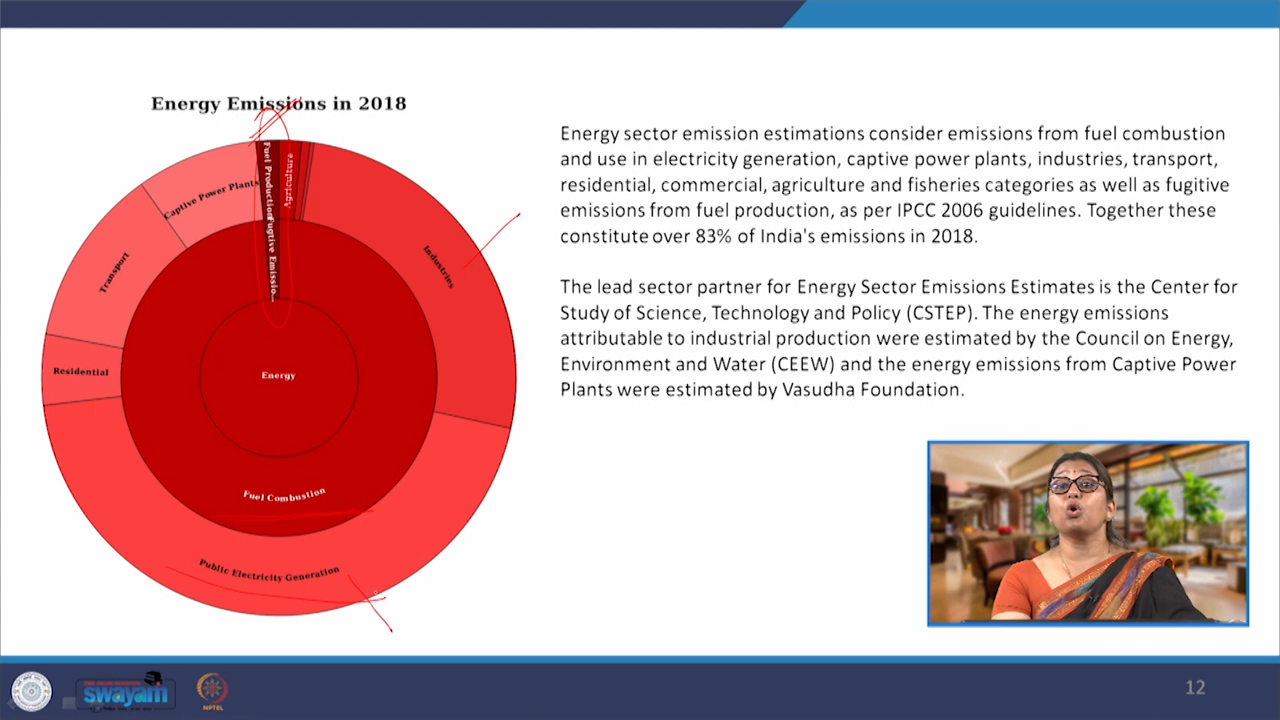 Energy Emissions in 2018
Fuel Production
Agriculture
Fugtive Emissio...
Captive Power Plants
Transport
Industries
Residential
Energy
Fuel Combustion
Public Electricity Generation
Energy sector emission estimations consider emissions from fuel combustion
and use in electricity generation, captive power plants, industries, transport,
residential, commercial, agriculture and fisheries categories as well as fugitive
emissions from fuel production, as per IPCC 2006 guidelines. Together these
constitute over 83% of India's emissions in 2018.
The lead sector partner for Energy Sector Emissions Estimates is the Center for
Study of Science, Technology and Policy (CSTEP). The energy emissions
attributable to industrial production were estimated by the Council on Energy,
Environment and Water (CEEW) and the energy emissions from Captive Power
Plants were estimated by Vasudha Foundation.
swayam
NPTEL
12